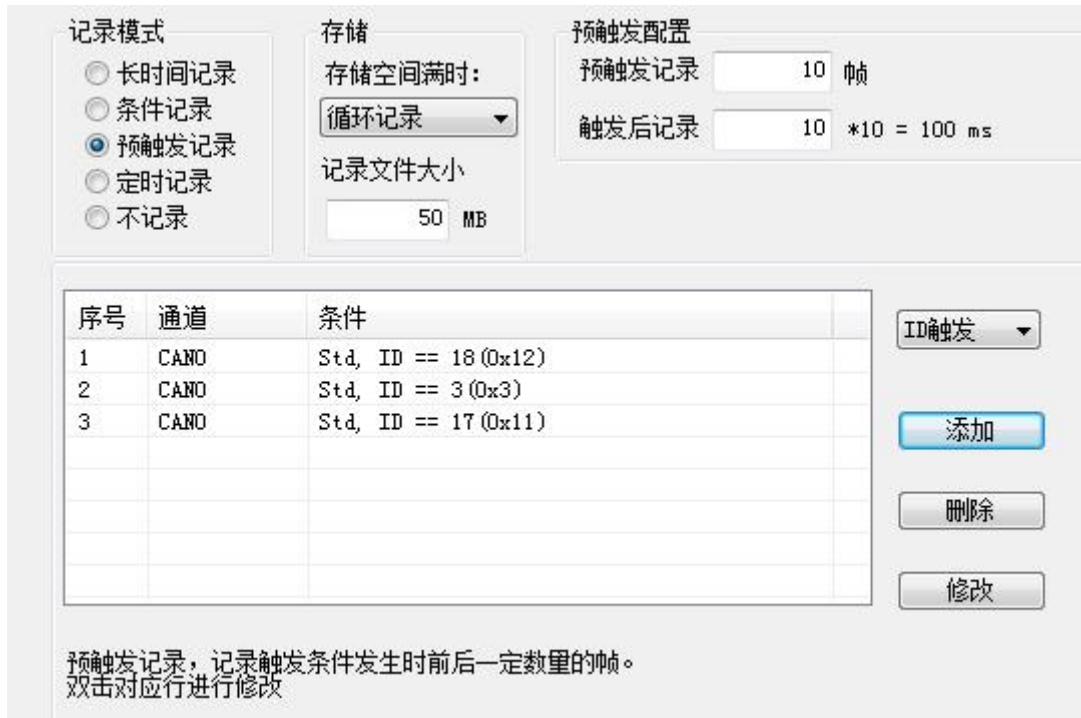 记录模式
长时间记录
条件记录
预触发记录
定时记录
不记录
存储
存储空间满时：
循环记录
记录文件大小
50 MB
预触发配置
预触发记录 10 帧
触发后记录 10 *10 = 100 ms
序号 通道 条件
1 CAN0 Std, ID == 18(0x12)
2 CAN0 Std, ID == 3(0x3)
3 CAN0 Std, ID == 17(0x11)
ID触发
添加
删除
修改
预触发记录，记录触发条件发生时前后一定数量的帧。
双击对应行进行修改